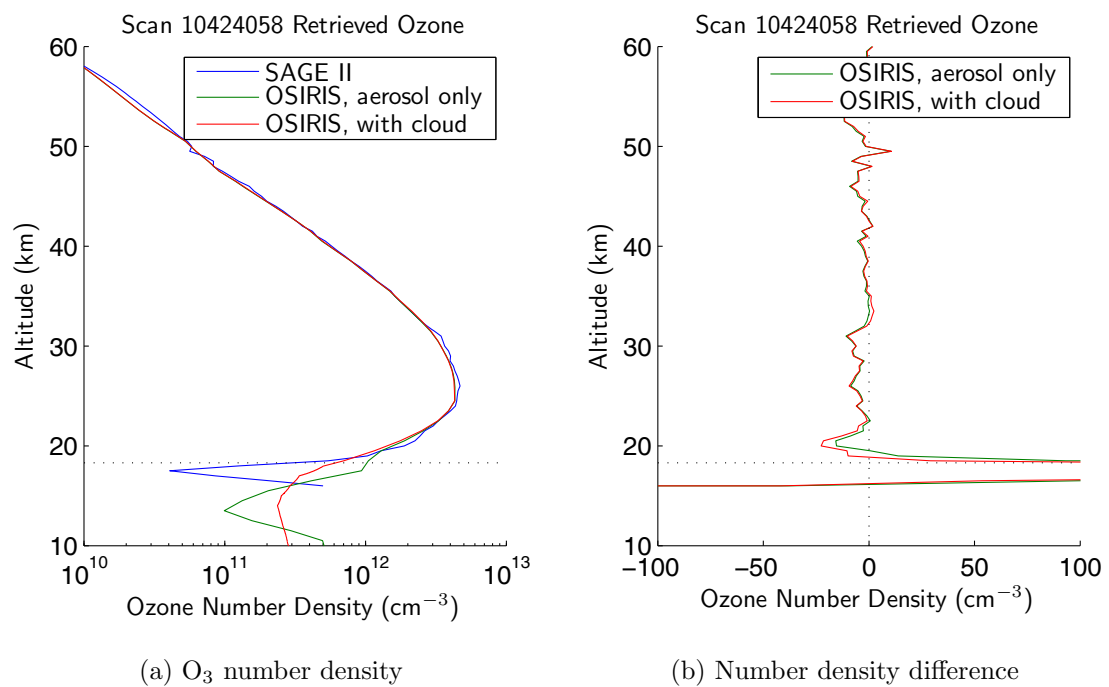 Scan 10424058 Retrieved Ozone
60
50
40
30
20
10
Altitude (km)
SAGE II
OSIRIS, aerosol only
OSIRIS, with cloud
10^10
10^11
10^12
10^13
Ozone Number Density (cm^−3)
(a) O₃ number density
Scan 10424058 Retrieved Ozone
60
50
40
30
20
10
Altitude (km)
OSIRIS, aerosol only
OSIRIS, with cloud
−100
−50
0
50
100
Ozone Number Density (cm^−3)
(b) Number density difference